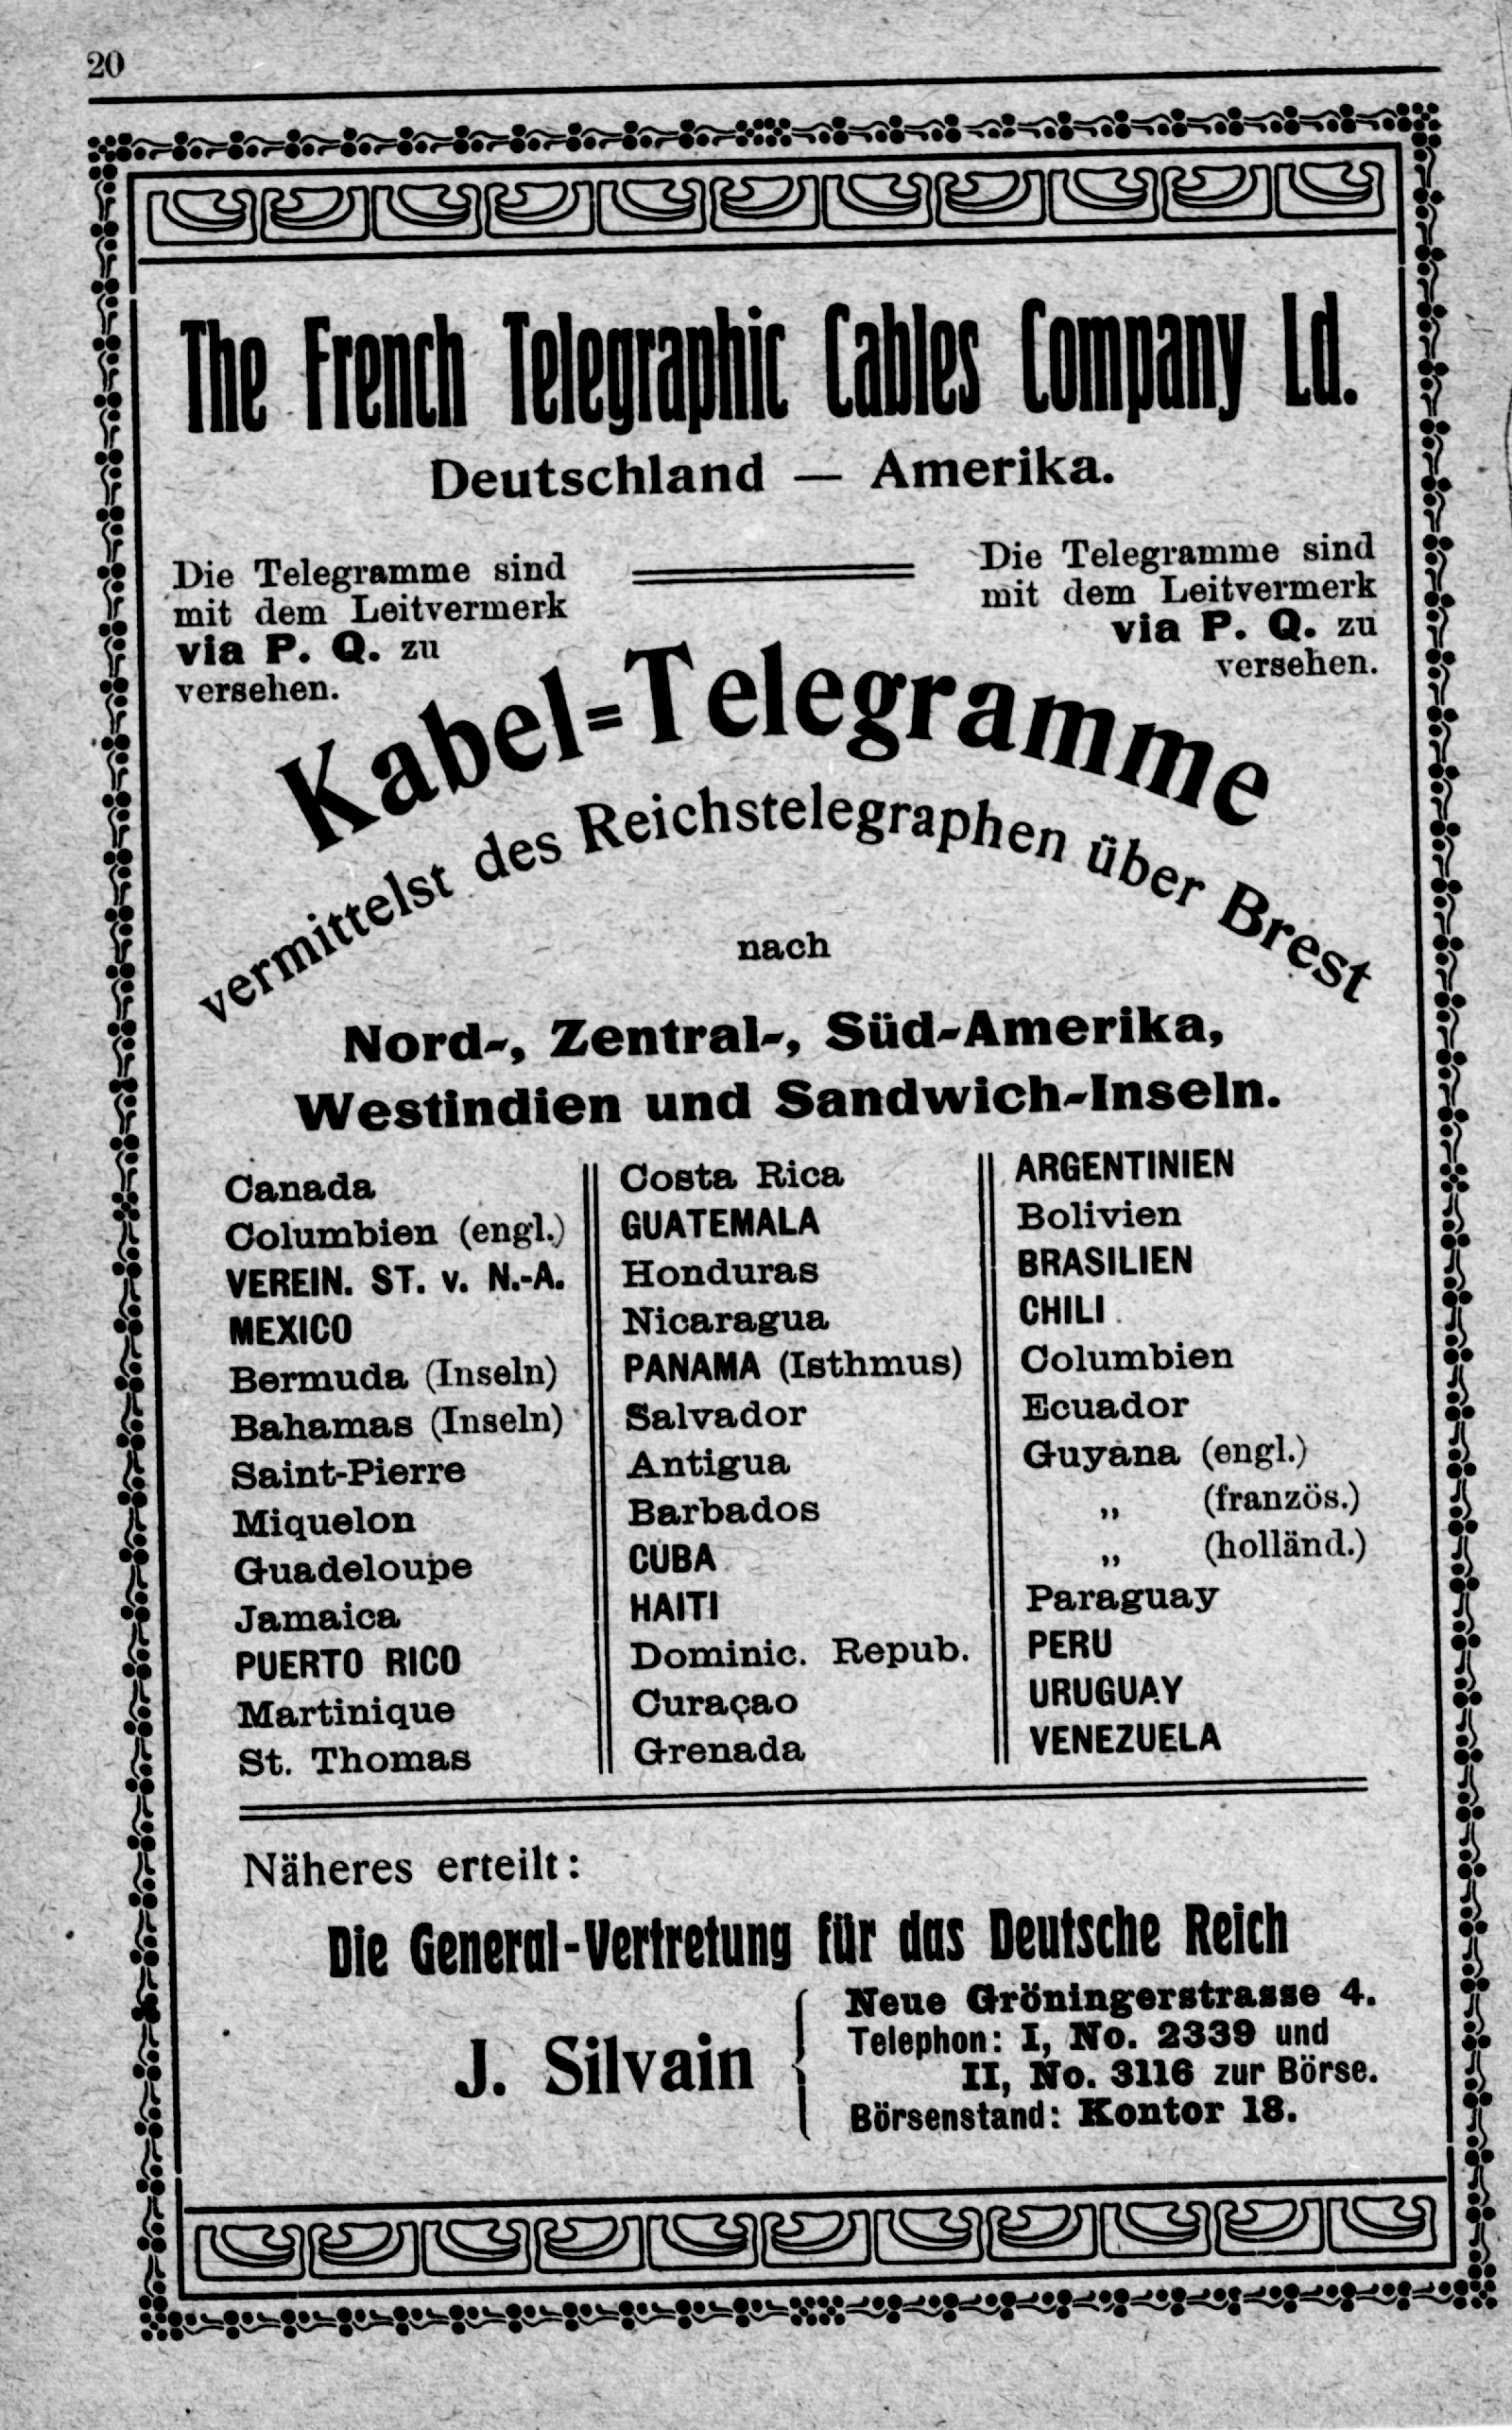 20
The French Telegraphic Cables Company Ld.
Deutschland — Amerika.
Die Telegramme sind
mit dem Leitvermerk
via P. Q. zu
versehen.
Die Telegramme sind
mit dem Leitvermerk
via P. Q. zu
versehen.
Kabel-Telegramme
vermittelst des Reichstelegraphen über Brest
nach
Nord-, Zentral-, Süd-Amerika,
Westindien und Sandwich-Inseln.
Canada
Columbien (engl.)
VEREIN. ST. v. N.-A.
MEXICO
Bermuda (Inseln)
Bahamas (Inseln)
Saint-Pierre
Miquelon
Guadeloupe
Jamaica
PUERTO RICO
Martinique
St. Thomas
Costa Rica
GUATEMALA
Honduras
Nicaragua
PANAMA (Isthmus)
Salvador
Antigua
Barbados
CUBA
HAITI
Dominic. Repub.
Curaçao
Grenada
ARGENTINIEN
Bolivien
BRASILIEN
CHILI
Columbien
Ecuador
Guyana (engl.)
„ (französ.)
„ (holländ.)
Paraguay
PERU
URUGUAY
VENEZUELA
Näheres erteilt:
Die General-Vertretung für das Deutsche Reich
J. Silvain
Neue Gröningerstrasse 4.
Telephon: I, No. 2339 und
II, No. 3116 zur Börse.
Börsenstand: Kontor 18.